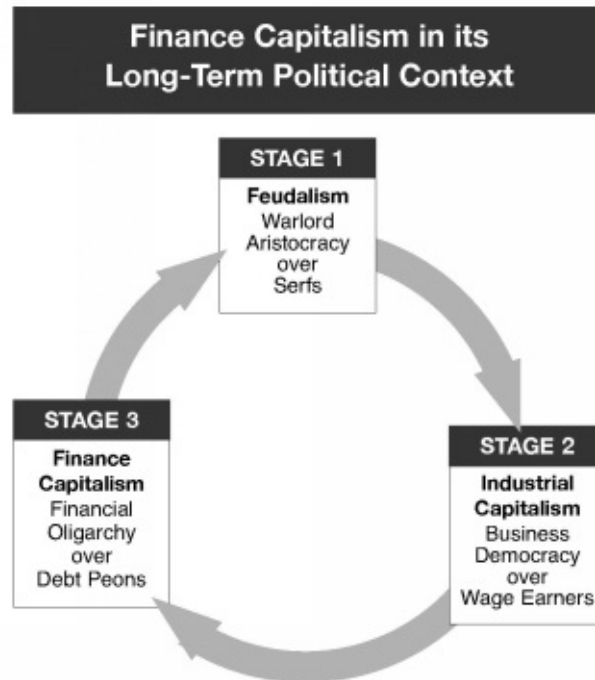 Finance Capitalism in its
Long-Term Political Context
STAGE 1
Feudalism
Warlord
Aristocracy
over
Serfs
STAGE 2
Industrial
Capitalism
Business
Democracy
over
Wage Earners
STAGE 3
Finance
Capitalism
Financial
Oligarchy
over
Debt Peons